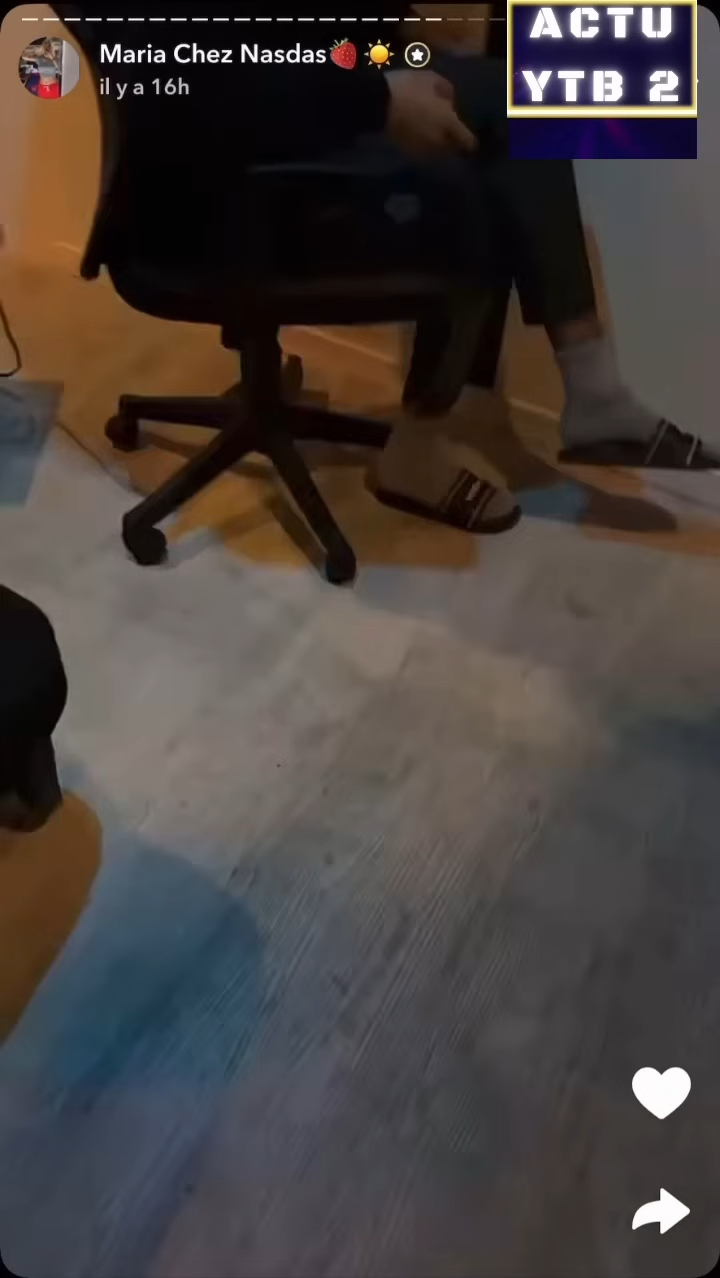 Maria Chez Nasdas🍓 ☀️
il y a 16h
ACTU
YTB 2